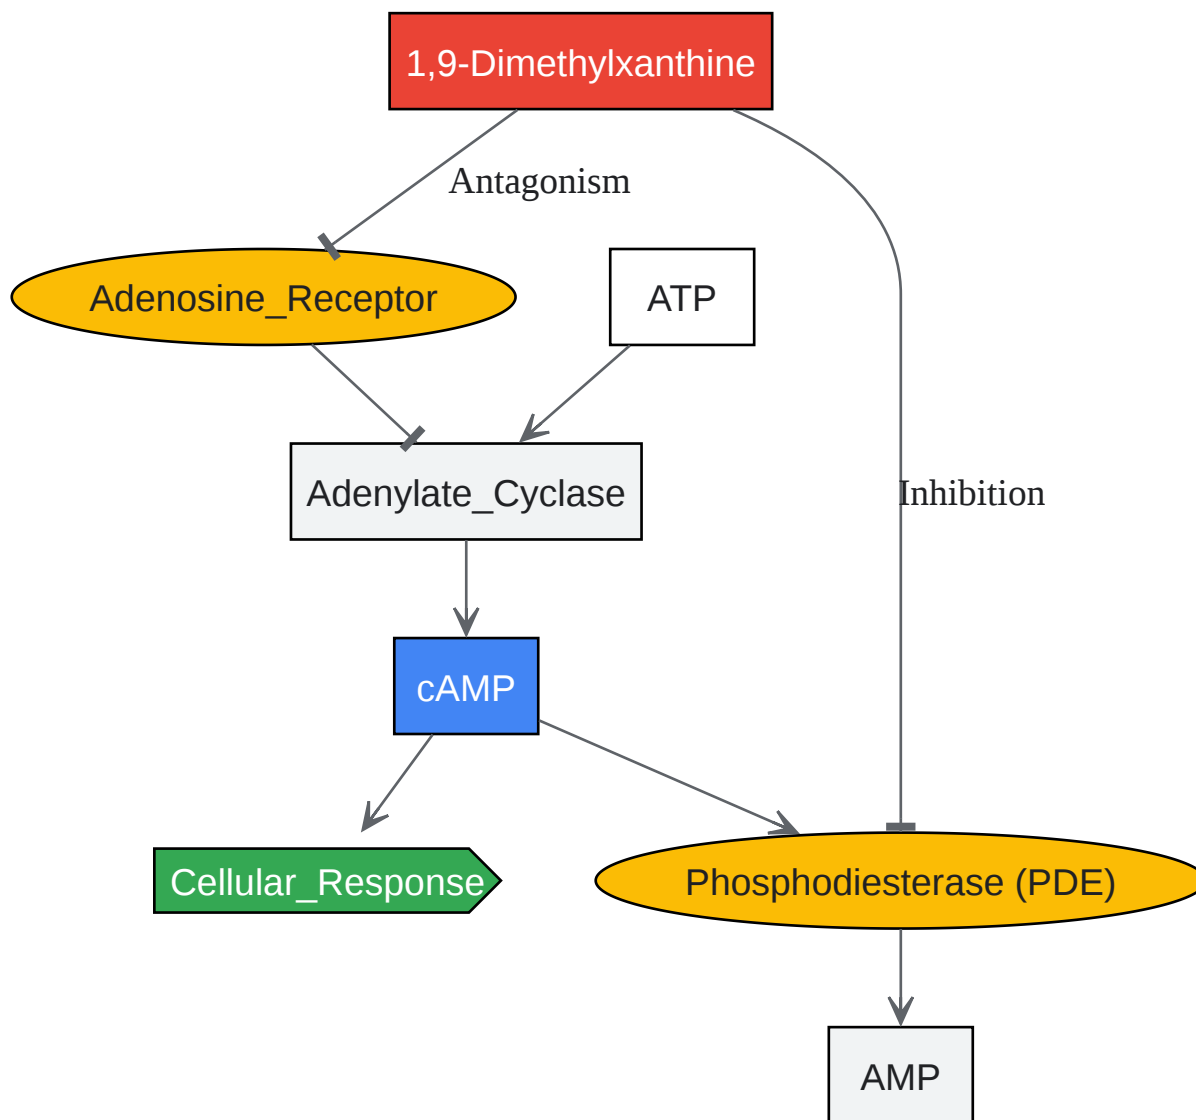 1,9-Dimethylxanthine
Antagonism
Adenosine_Receptor
ATP
Adenylate_Cyclase
Inhibition
cAMP
Cellular_Response
Phosphodiesterase (PDE)
AMP